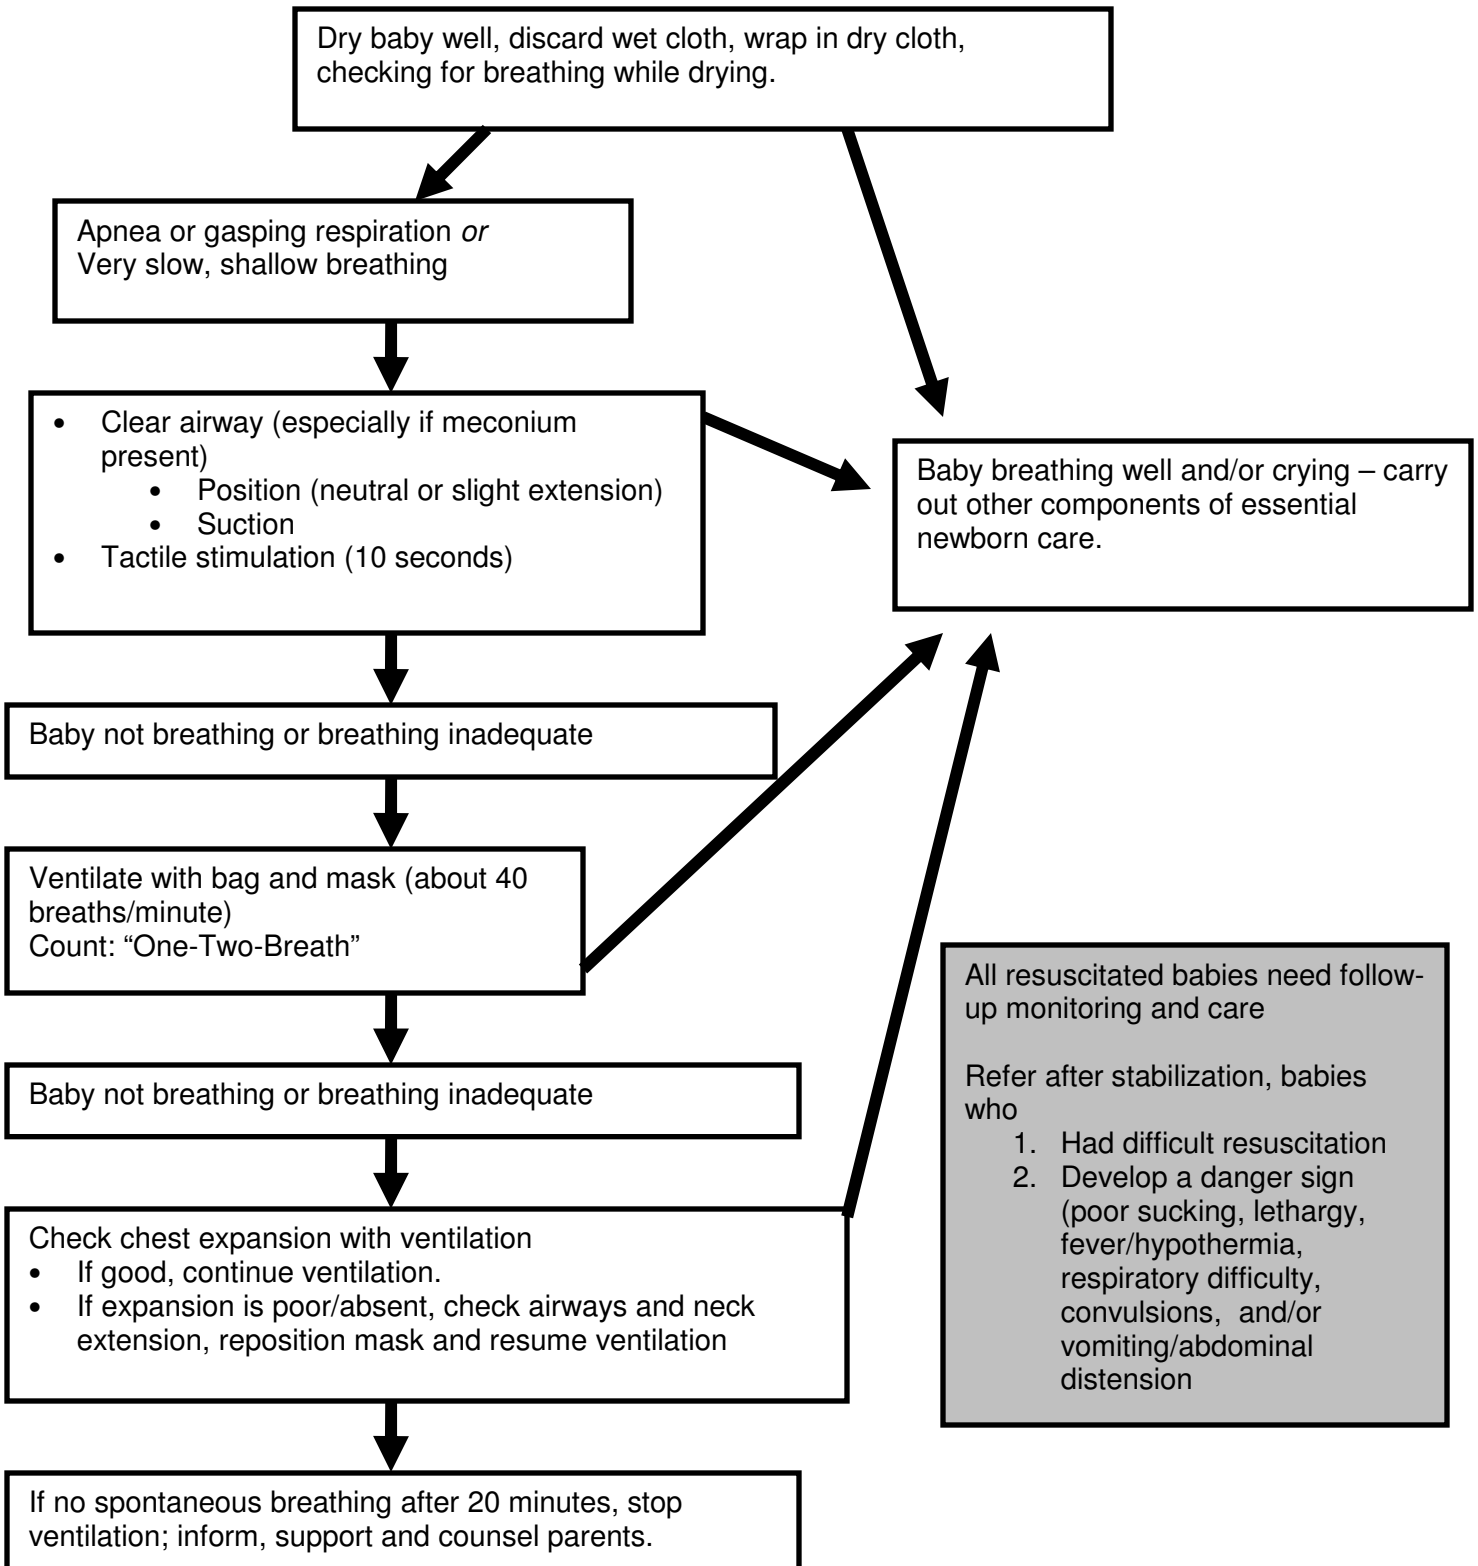 Dry baby well, discard wet cloth, wrap in dry cloth,
checking for breathing while drying.
Apnea or gasping respiration or
Very slow, shallow breathing
• Clear airway (especially if meconium
present)
• Position (neutral or slight extension)
• Suction
• Tactile stimulation (10 seconds)
Baby breathing well and/or crying – carry
out other components of essential
newborn care.
Baby not breathing or breathing inadequate
Ventilate with bag and mask (about 40
breaths/minute)
Count: “One-Two-Breath”
Baby not breathing or breathing inadequate
Check chest expansion with ventilation
• If good, continue ventilation.
• If expansion is poor/absent, check airways and neck
extension, reposition mask and resume ventilation
If no spontaneous breathing after 20 minutes, stop
ventilation; inform, support and counsel parents.
All resuscitated babies need follow-
up monitoring and care
Refer after stabilization, babies
who
1. Had difficult resuscitation
2. Develop a danger sign
(poor sucking, lethargy,
fever/hypothermia,
respiratory difficulty,
convulsions, and/or
vomiting/abdominal
distension